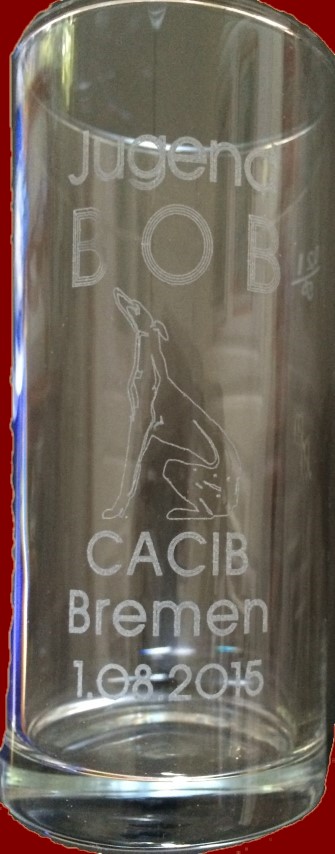 Jugend
BOB
CACIB
Bremen
1.08.2015